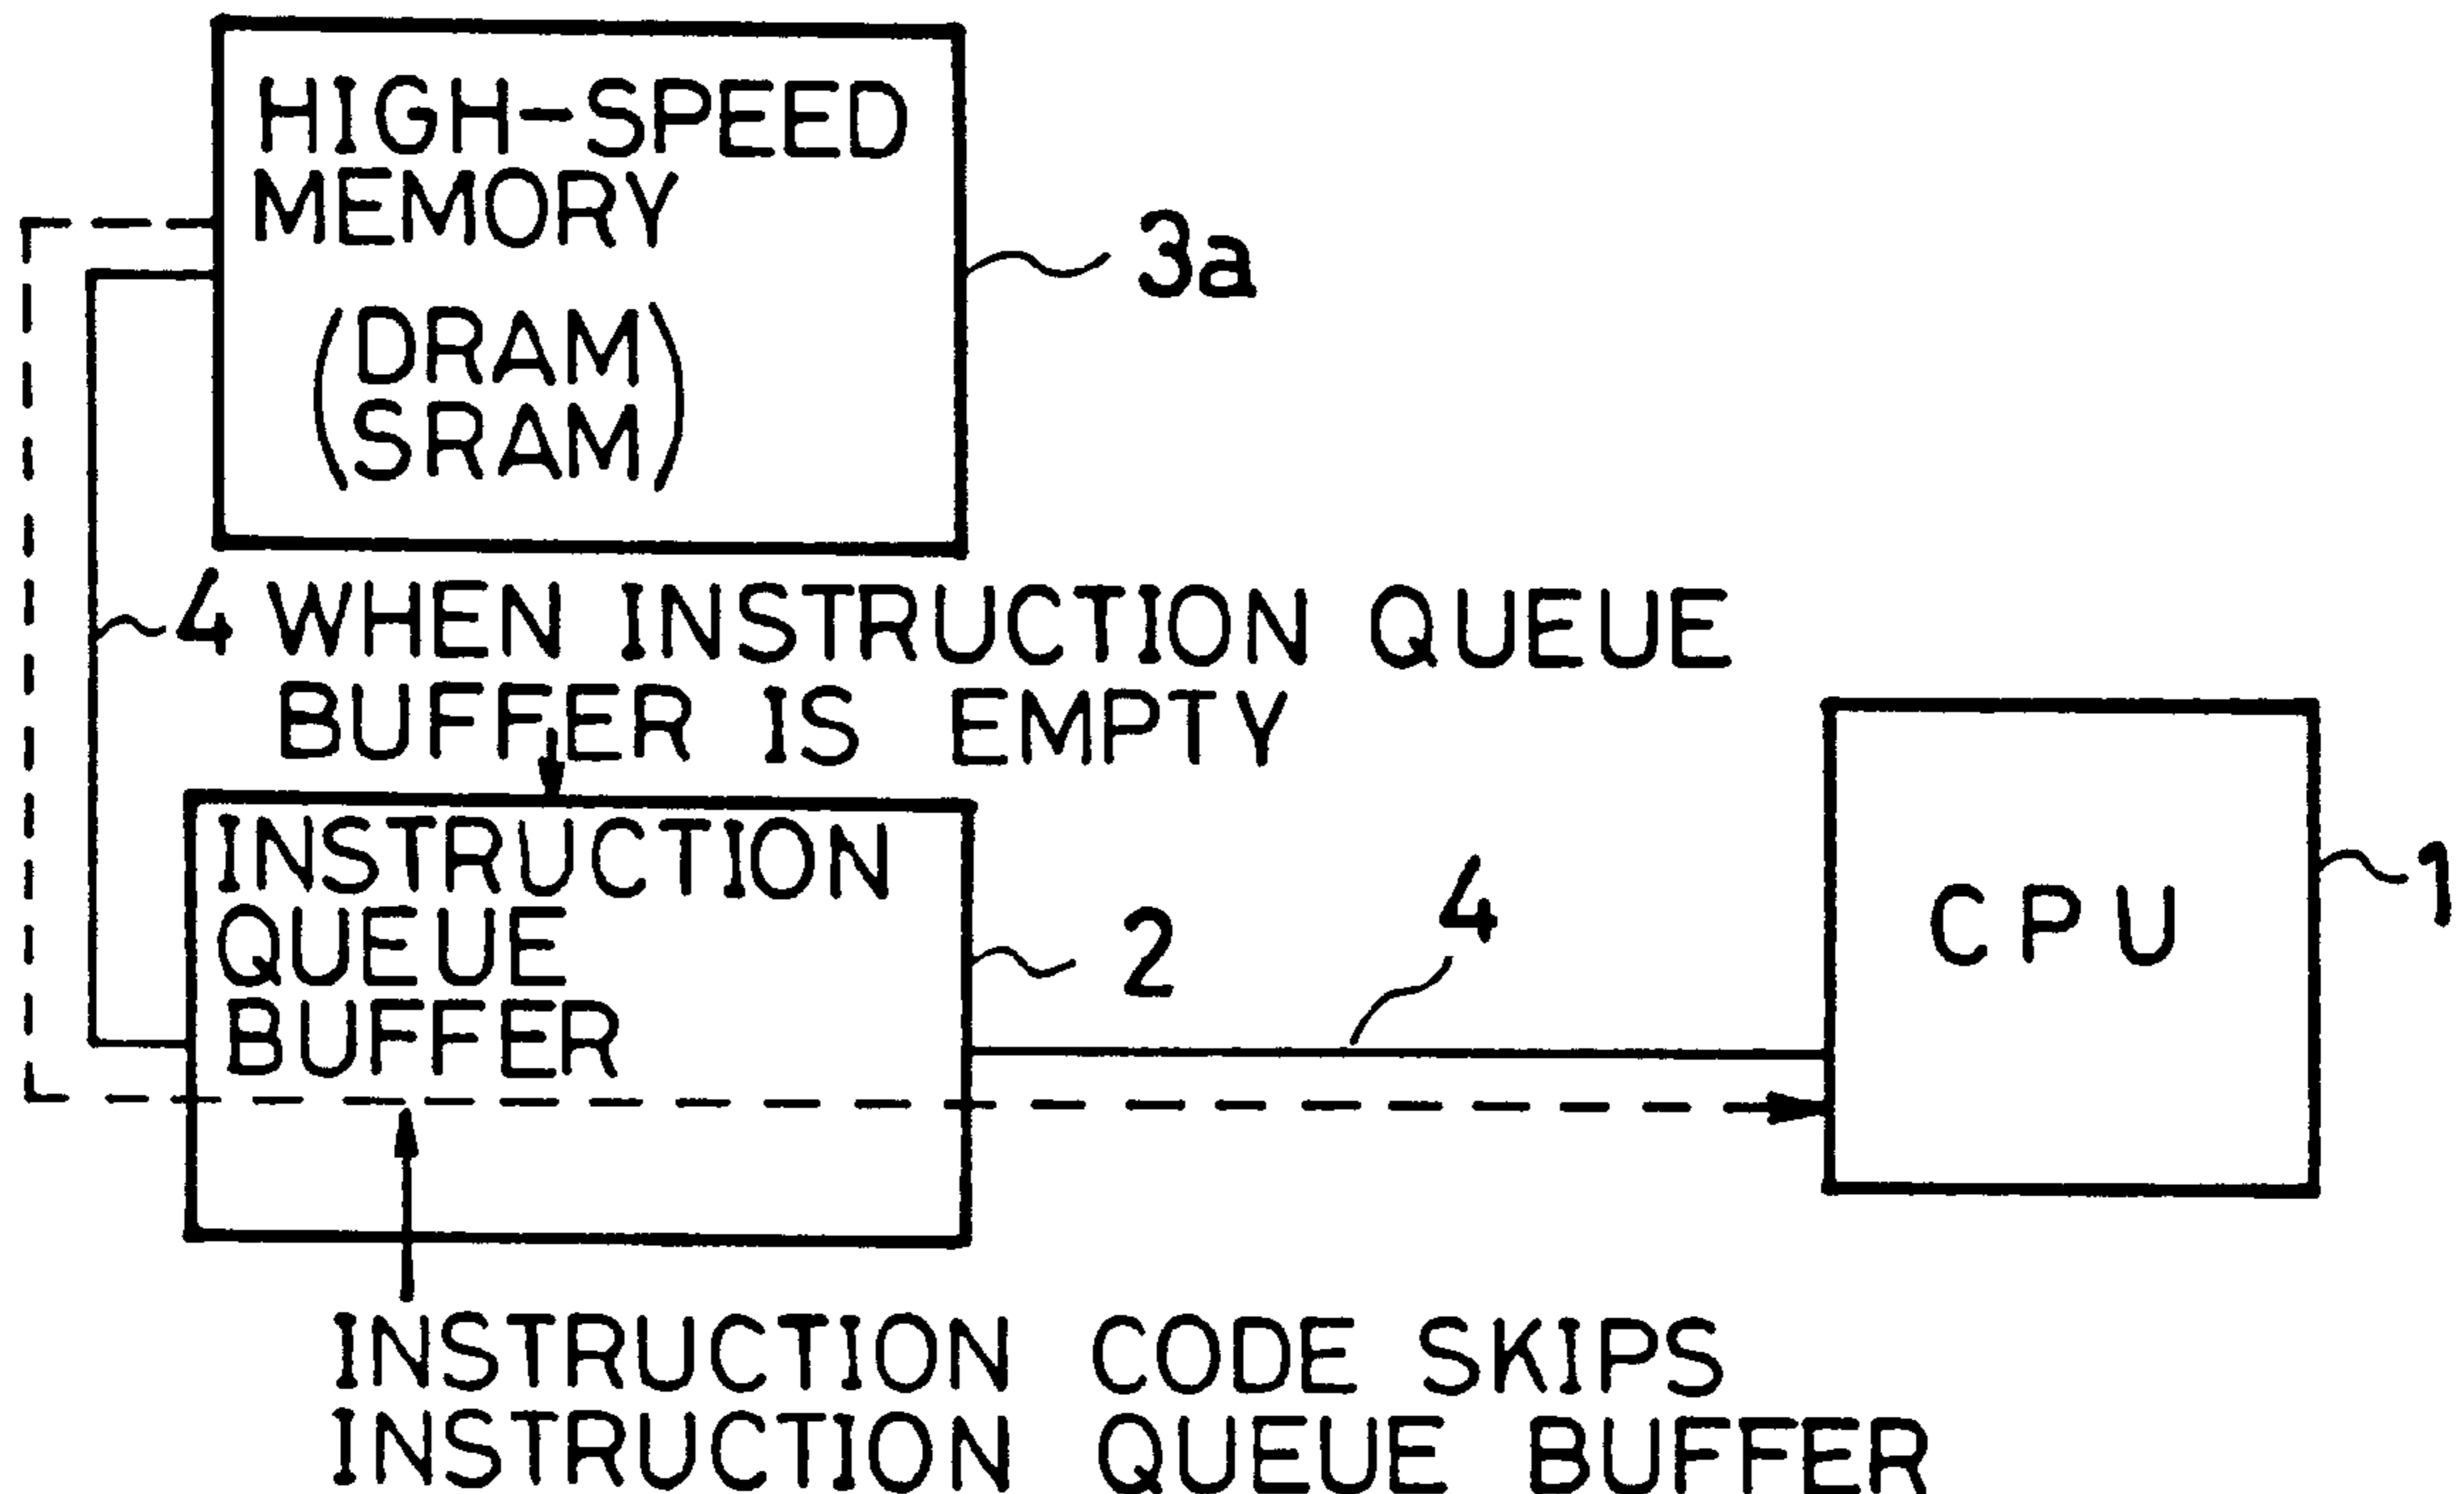 HIGH-SPEED
MEMORY
(DRAM
SRAM)
3a
4
WHEN INSTRUCTION QUEUE
BUFFER IS EMPTY
INSTRUCTION
QUEUE
BUFFER
2
4
CPU
1
INSTRUCTION CODE SKIPS
INSTRUCTION QUEUE BUFFER